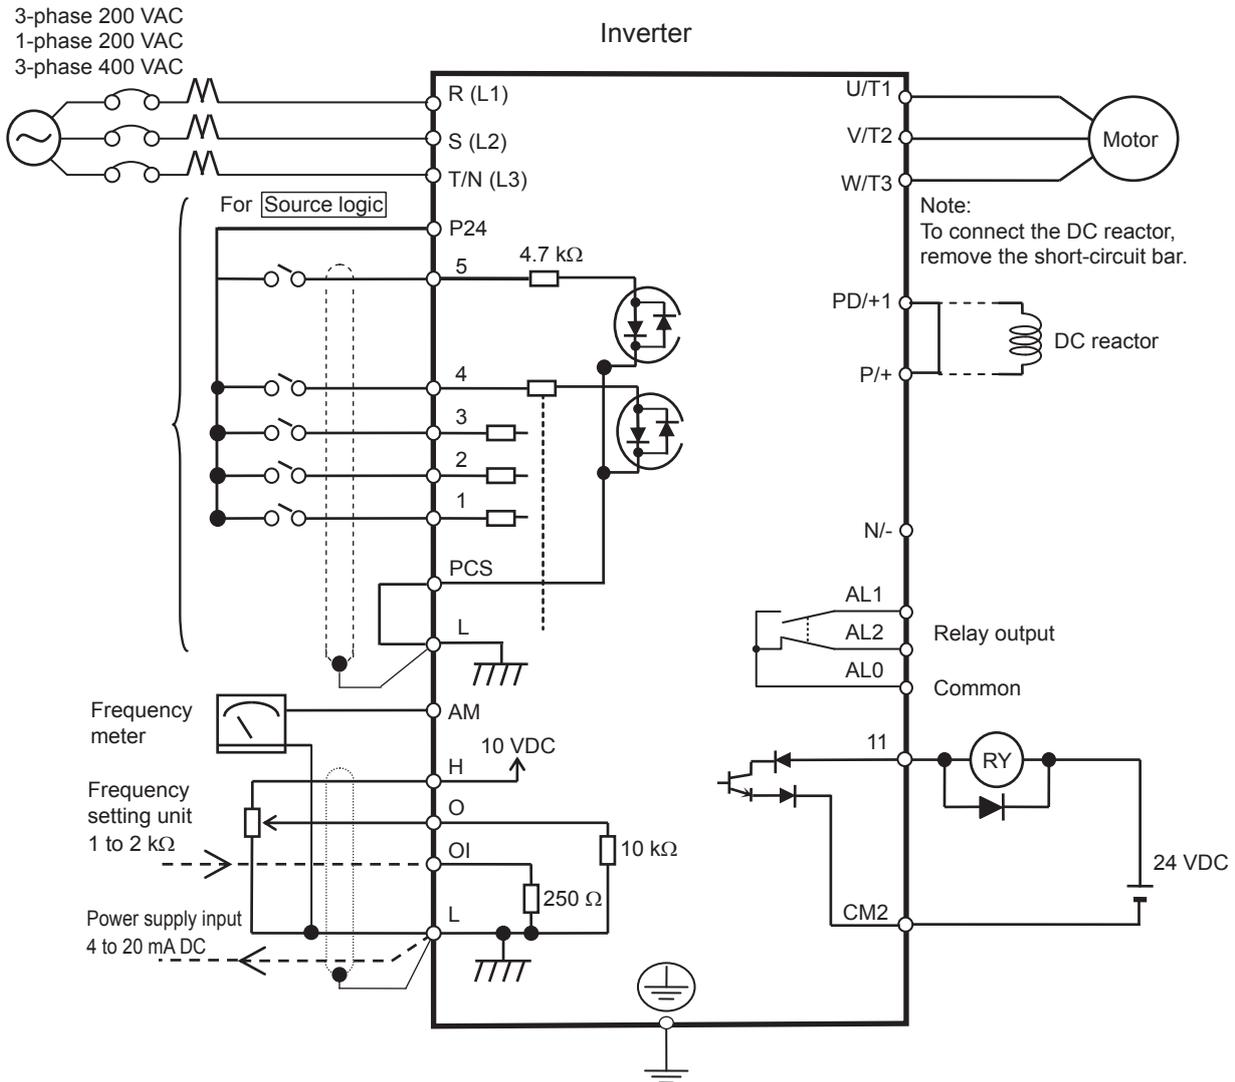 3-phase 200 VAC
1-phase 200 VAC
3-phase 400 VAC
Inverter
R (L1)
S (L2)
T/N (L3)
U/T1
V/T2
W/T3
Motor
For Source logic
P24
5
4.7 kΩ
4
3
2
1
PCS
L
Note:
To connect the DC reactor,
remove the short-circuit bar.
PD/+1
P/+
DC reactor
N/-
AL1
AL2
AL0
Relay output
Common
Frequency
meter
AM
10 VDC
H
Frequency
setting unit
1 to 2 kΩ
O
OI
10 kΩ
250 Ω
Power supply input
4 to 20 mA DC
L
11
RY
24 VDC
CM2